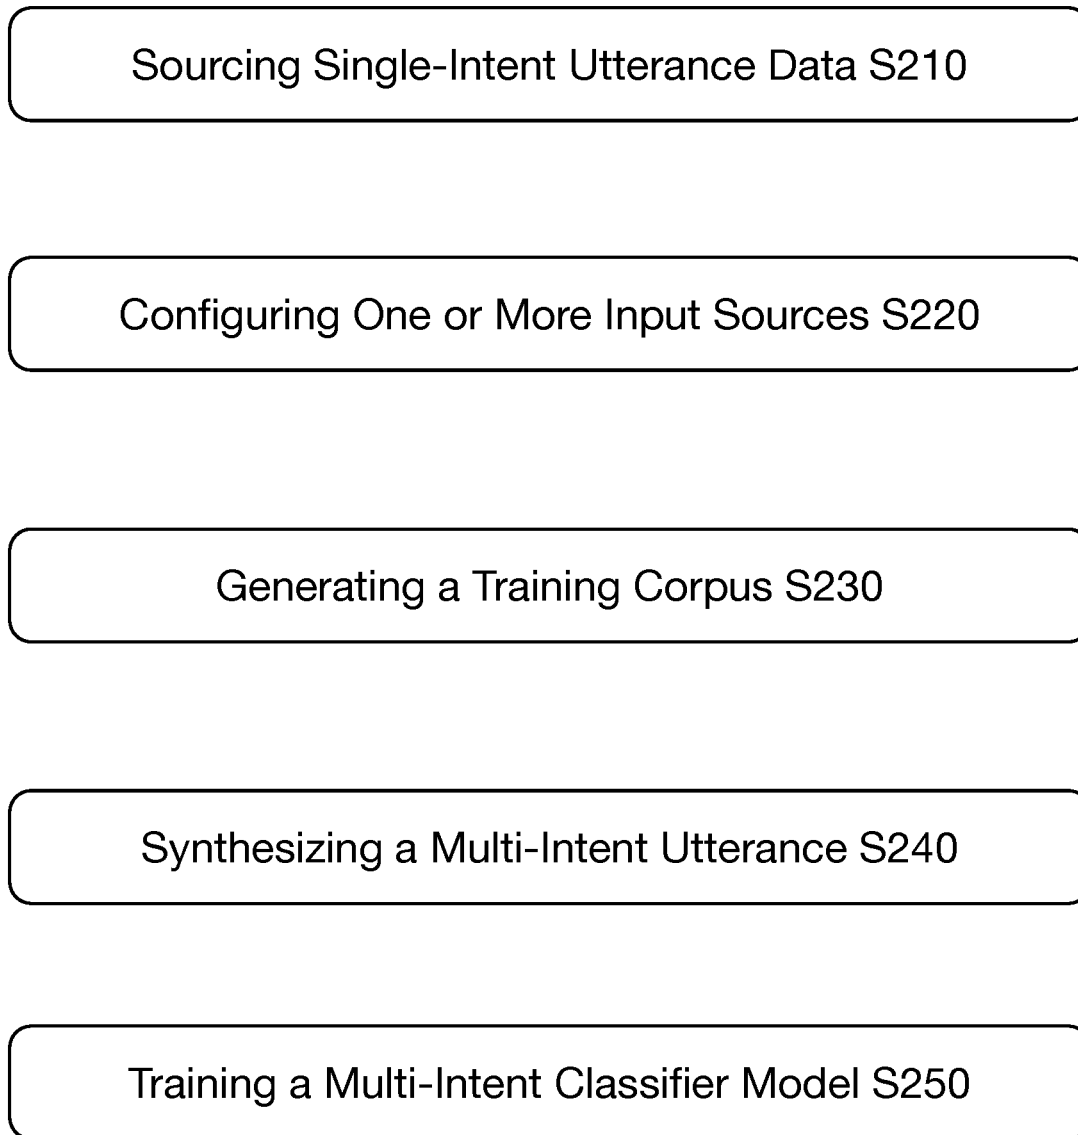 Sourcing Single-Intent Utterance Data S210
Configuring One or More Input Sources S220
Generating a Training Corpus S230
Synthesizing a Multi-Intent Utterance S240
Training a Multi-Intent Classifier Model S250